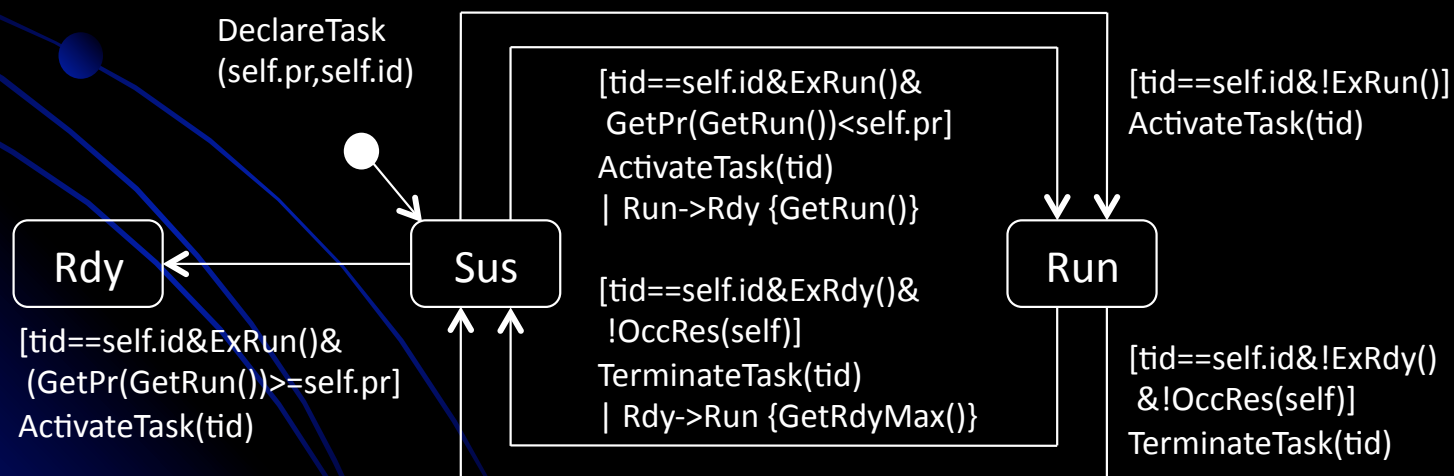 DeclareTask
(self.pr,self.id)
[tid==self.id&ExRun()&
GetPr(GetRun())<self.pr]
ActivateTask(tid)
| Run->Rdy {GetRun()}
[tid==self.id&!ExRun()]
ActivateTask(tid)
Rdy
Sus
Run
[tid==self.id&ExRun()&
(GetPr(GetRun())>=self.pr]
ActivateTask(tid)
[tid==self.id&ExRdy()&
!OccRes(self)]
TerminateTask(tid)
| Rdy->Run {GetRdyMax()}
[tid==self.id&!ExRdy()
&!OccRes(self)]
TerminateTask(tid)